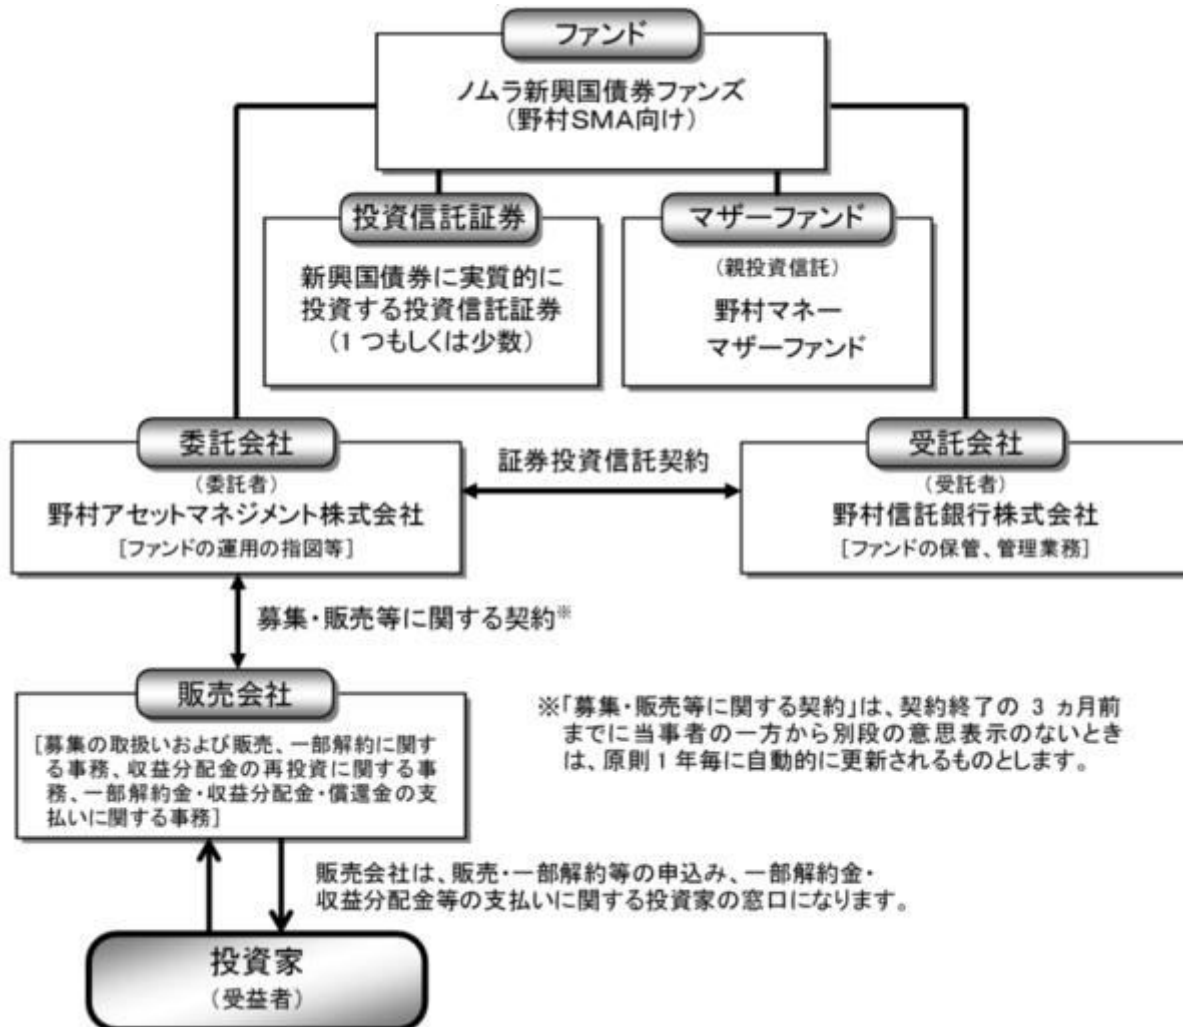 ファンド
ノムラ新興国債券ファンズ
(野村SMA向け)
投資信託証券
新興国債券に実質的に
投資する投資信託証券
(1つもしくは少数)
マザーファンド
(親投資信託)
野村マネー
マザーファンド
委託会社
(委託者)
野村アセットマネジメント株式会社
[ファンドの運用の指図等]
証券投資信託契約
受託会社
(受託者)
野村信託銀行株式会社
[ファンドの保管、管理業務]
募集・販売等に関する契約※
販売会社
[募集の取扱いおよび販売、一部解約に関す
る事務、収益分配金の再投資に関する事
務、一部解約金・収益分配金・償還金の支
払いに関する事務]
※「募集・販売等に関する契約」は、契約終了の 3 ヵ月前
までに当事者の一方から別段の意思表示のないとき
は、原則1年毎に自動的に更新されるものとします。
販売会社は、販売・一部解約等の申込み、一部解約金・
収益分配金等の支払いに関する投資家の窓口になります。
投資家
(受益者)